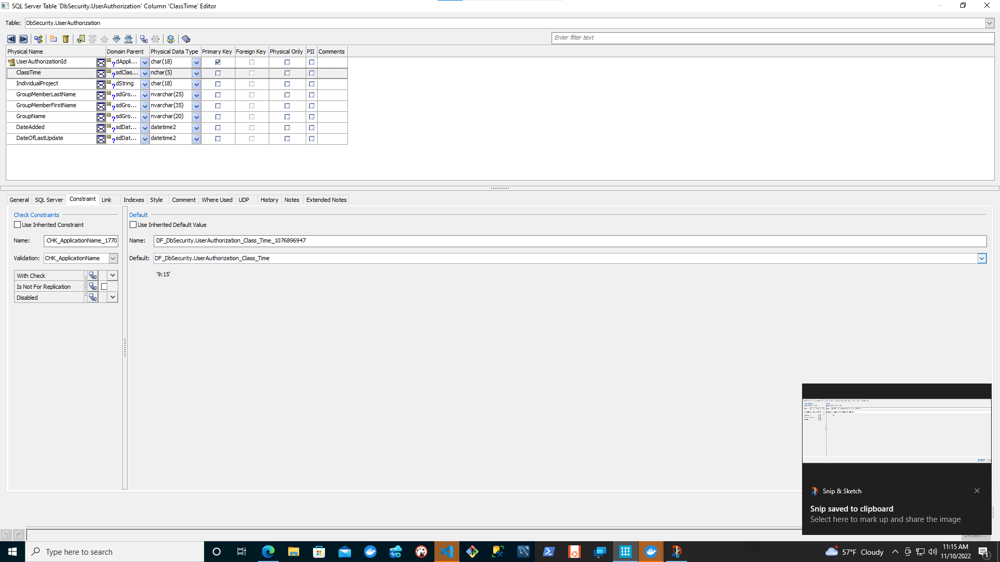 SQL Server Table 'DbSecurity.UserAuthorization' Column 'ClassTime' Editor
Table: DbSecurity.UserAuthorization
Enter filter text
Physical Name Domain Parent Physical Data Type Primary Key Foreign Key Physical Only PII Comments
UserAuthorizationId dAppli... char(18)
ClassTime sdClas... nchar(5)
IndividualProject dString char(18)
GroupMemberLastName sdGro... nvarchar(25)
GroupMemberFirstName sdGro... nvarchar(35)
GroupName sdGro... nvarchar(20)
DateAdded sdDat... datetime2
DateOfLastUpdate sdDat... datetime2
General SQL Server Constraint Link Indexes Style Comment Where Used UDP History Notes Extended Notes
Check Constraints
Use Inherited Constraint
Name: CHK_ApplicationName_1770
Validation: CHK_ApplicationName
With Check
Is Not For Replication
Disabled
Default
Use Inherited Default Value
Name: DF_DbSecurity.UserAuthorization_Class_Time_1076896947
Default: DF_DbSecurity.UserAuthorization_Class_Time
'9:15'
Snip & Sketch
Snip saved to clipboard
Select here to mark up and share the image
Details...
Type here to search
57°F Cloudy
11:15 AM
11/10/2022
1